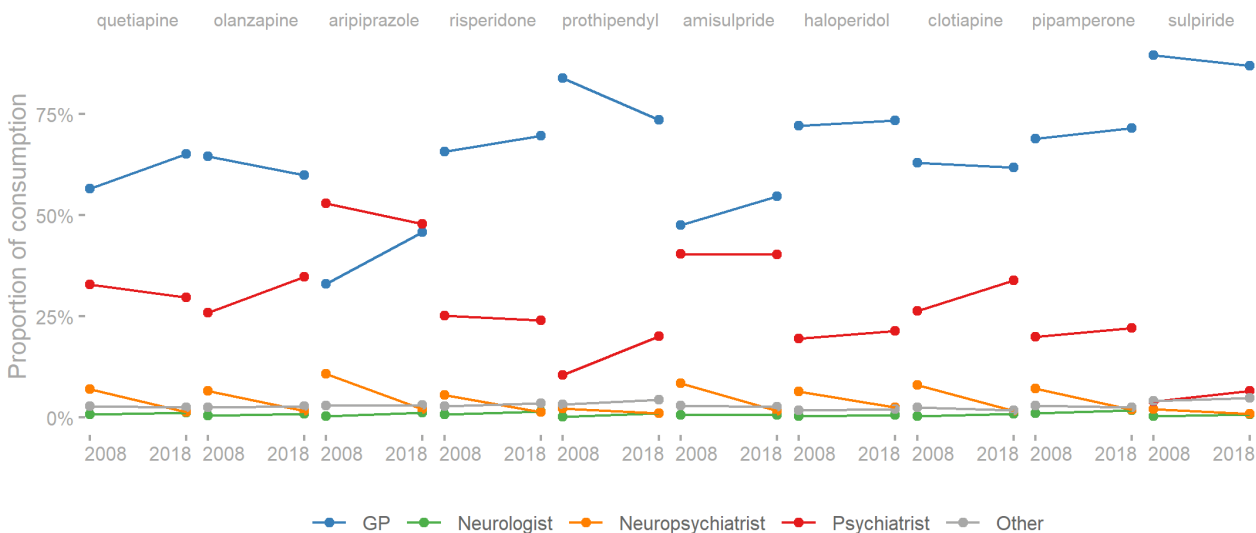 quetiapine olanzapine aripiprazole risperidone prothipendyl amisulpride haloperidol clotiapine pipamperone sulpiride
Proportion of consumption
75%
50%
25%
0%
2008 2018 2008 2018 2008 2018 2008 2018 2008 2018 2008 2018 2008 2018 2008 2018 2008 2018 2008 2018
GP Neurologist Neuropsychiatrist Psychiatrist Other